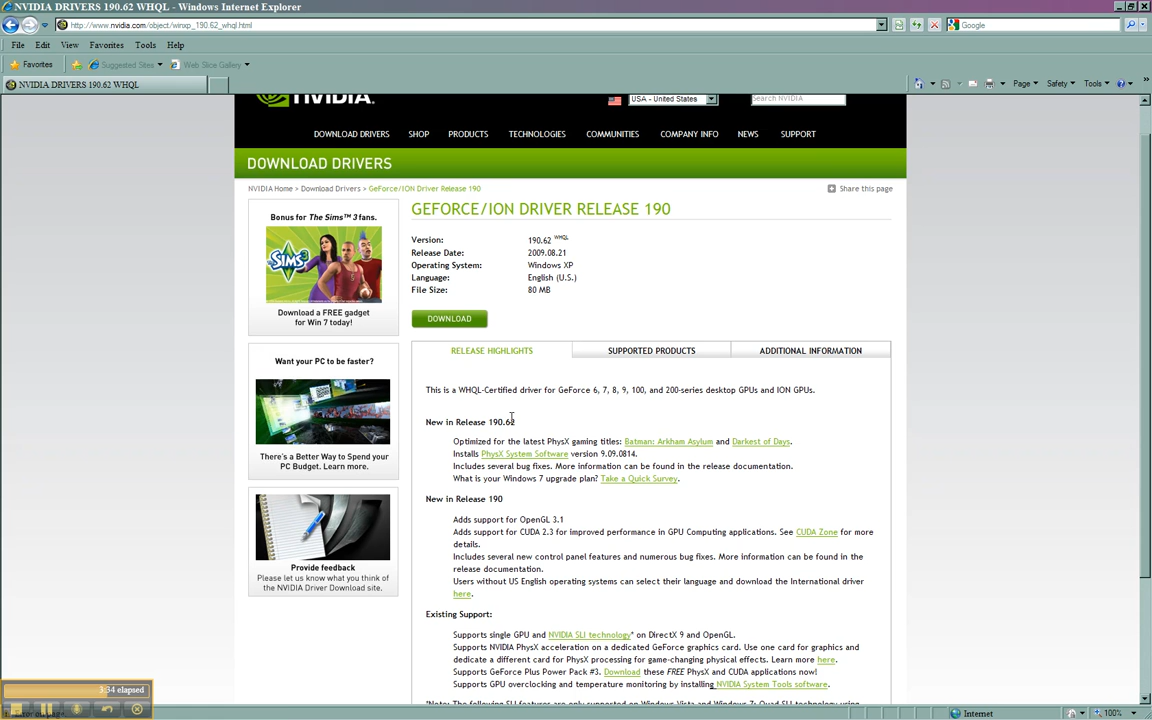 NVIDIA DRIVERS 190.62 WHQL - Windows Internet Explorer
http://www.nvidia.com/object/winxp_190.62_whql.html
Google
File Edit View Favorites Tools Help
Favorites Suggested Sites Web Slice Gallery
NVIDIA DRIVERS 190.62 WHQL
Page Safety Tools
NVIDIA.
USA - United States
Search NVIDIA
DOWNLOAD DRIVERS SHOP PRODUCTS TECHNOLOGIES COMMUNITIES COMPANY INFO NEWS SUPPORT
DOWNLOAD DRIVERS
NVIDIA Home > Download Drivers > GeForce/ION Driver Release 190
Share this page
Bonus for The Sims™ 3 fans.
Download a FREE gadget
for Win 7 today!
Want your PC to be faster?
There's a Better Way to Spend your
PC Budget. Learn more.
Provide feedback
Please let us know what you think of
the NVIDIA Driver Download site.
GEFORCE/ION DRIVER RELEASE 190
Version: 190.62 WHQL
Release Date: 2009.08.21
Operating System: Windows XP
Language: English (U.S.)
File Size: 80 MB
DOWNLOAD
RELEASE HIGHLIGHTS SUPPORTED PRODUCTS ADDITIONAL INFORMATION
This is a WHQL-Certified driver for GeForce 6, 7, 8, 9, 100, and 200-series desktop GPUs and ION GPUs.
New in Release 190.62
Optimized for the latest PhysX gaming titles: Batman: Arkham Asylum and Darkest of Days.
Installs PhysX System Software version 9.09.0814.
Includes several bug fixes. More information can be found in the release documentation.
What is your Windows 7 upgrade plan? Take a Quick Survey.
New in Release 190
Adds support for OpenGL 3.1
Adds support for CUDA 2.3 for improved performance in GPU Computing applications. See CUDA Zone for more
details.
Includes several new control panel features and numerous bug fixes. More information can be found in the
release documentation.
Users without US English operating systems can select their language and download the International driver
here.
Existing Support:
Supports single GPU and NVIDIA SLI technology* on DirectX 9 and OpenGL.
Supports NVIDIA PhysX acceleration on a dedicated GeForce graphics card. Use one card for graphics and
dedicate a different card for PhysX processing for game-changing physical effects. Learn more here.
Supports GeForce Plus Power Pack #3. Download these FREE PhysX and CUDA applications now!
Supports GPU overclocking and temperature monitoring by installing NVIDIA System Tools software.
3:34 elapsed
Internet
100%